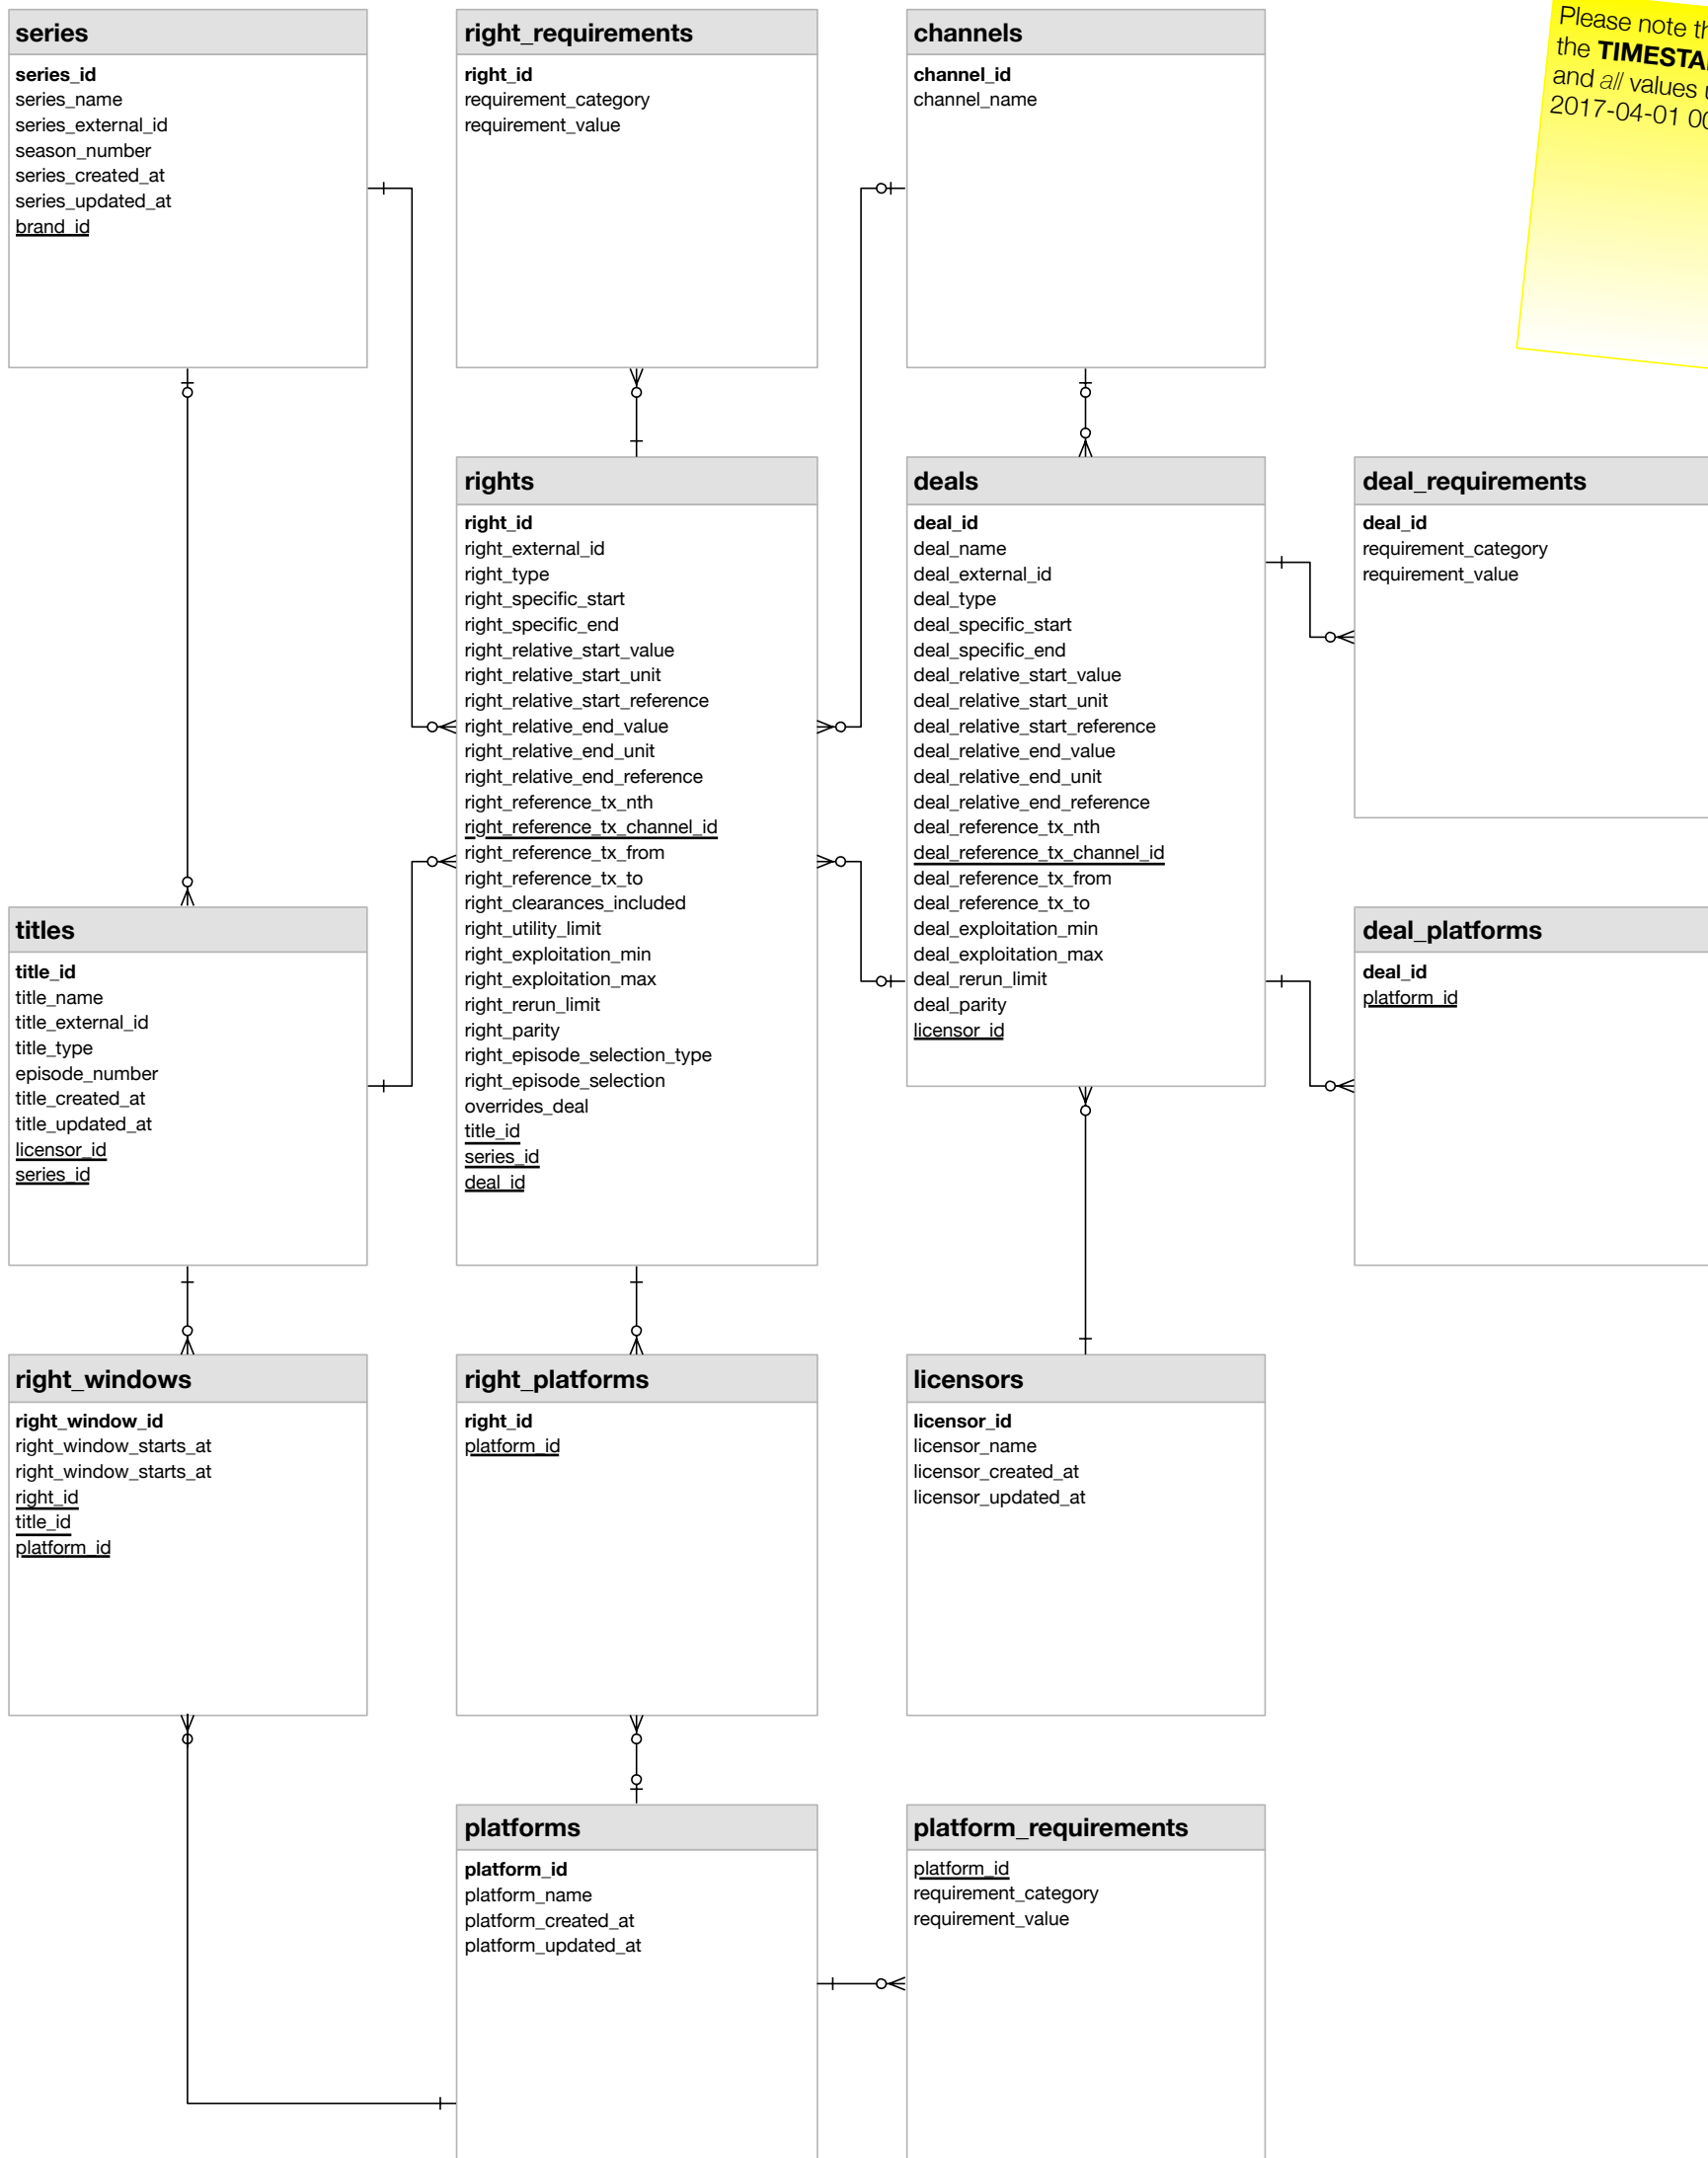 series
series_id
series_name
series_external_id
season_number
series_created_at
series_updated_at
brand_id
right_requirements
right_id
requirement_category
requirement_value
channels
channel_id
channel_name
Please note
the
and all values
2017-04-01
rights
right_id
right_external_id
right_type
right_specific_start
right_specific_end
right_relative_start_value
right_relative_start_unit
right_relative_start_reference
right_relative_end_value
right_relative_end_unit
right_relative_end_reference
right_reference_tx_nth
right_reference_tx_channel_id
right_reference_tx_from
right_reference_tx_to
right_clearances_included
right_utility_limit
right_exploitation_min
right_exploitation_max
right_rerun_limit
right_parity
right_episode_selection_type
right_episode_selection
overrides_deal
title_id
series_id
deal_id
deals
deal_id
deal_name
deal_external_id
deal_type
deal_specific_start
deal_specific_end
deal_relative_start_value
deal_relative_start_unit
deal_relative_start_reference
deal_relative_end_value
deal_relative_end_unit
deal_relative_end_reference
deal_reference_tx_nth
deal_reference_tx_channel_id
deal_reference_tx_from
deal_reference_tx_to
deal_exploitation_min
deal_exploitation_max
deal_rerun_limit
deal_parity
licensor_id
deal_requirements
deal_id
requirement_category
requirement_value
titles
title_id
title_name
title_external_id
title_type
episode_number
title_created_at
title_updated_at
licensor_id
series_id
deal_platforms
deal_id
platform_id
right_windows
right_window_id
right_window_starts_at
right_window_starts_at
right_id
title_id
platform_id
right_platforms
right_id
platform_id
licensors
licensor_id
licensor_name
licensor_created_at
licensor_updated_at
platforms
platform_id
platform_name
platform_created_at
platform_updated_at
platform_requirements
platform_id
requirement_category
requirement_value